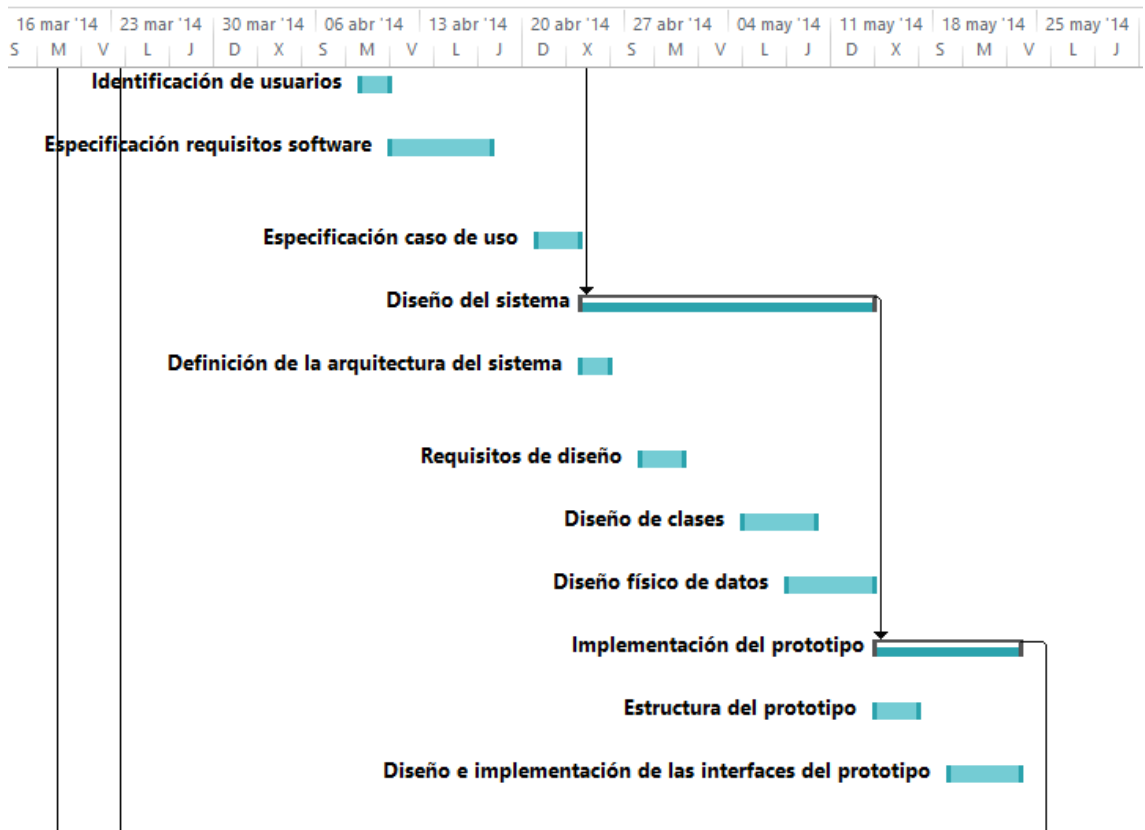 16 mar '14 23 mar '14 30 mar '14 06 abr '14 13 abr '14 20 abr '14 27 abr '14 04 may '14 11 may '14 18 may '14 25 may '14
S M V L J D X S M V L J D X S M V L J D X S M V L J
Identificación de usuarios
Especificación requisitos software
Especificación caso de uso
Diseño del sistema
Definición de la arquitectura del sistema
Requisitos de diseño
Diseño de clases
Diseño físico de datos
Implementación del prototipo
Estructura del prototipo
Diseño e implementación de las interfaces del prototipo